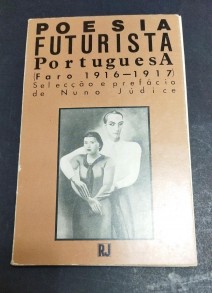 POESIA
FUTURISTA
PortuguesA
(Faro 1916-1917)
Selecção e prefácio
de Nuno Júdice
RJ